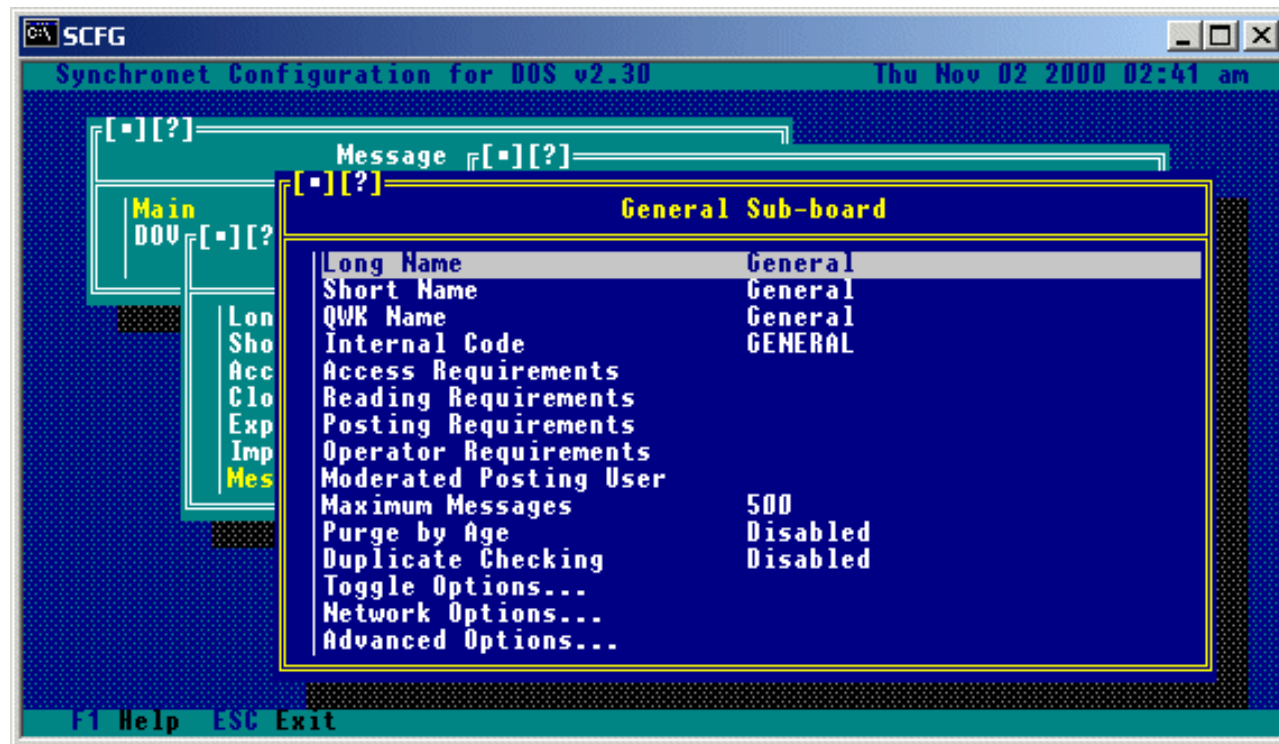 SCFG
Synchronet Configuration for DOS v2.30 Thu Nov 02 2000 02:41 am
[▪][?]
Message [▪][?]
[▪][?]
Main General Sub-board
DOV [▪][?
Long Name General
Short Name General
Lon QWK Name General
Sho Internal Code GENERAL
Acc Access Requirements
Clo Reading Requirements
Exp Posting Requirements
Imp Operator Requirements
Mes Moderated Posting User
Maximum Messages 500
Purge by Age Disabled
Duplicate Checking Disabled
Toggle Options...
Network Options...
Advanced Options...
F1 Help ESC Exit